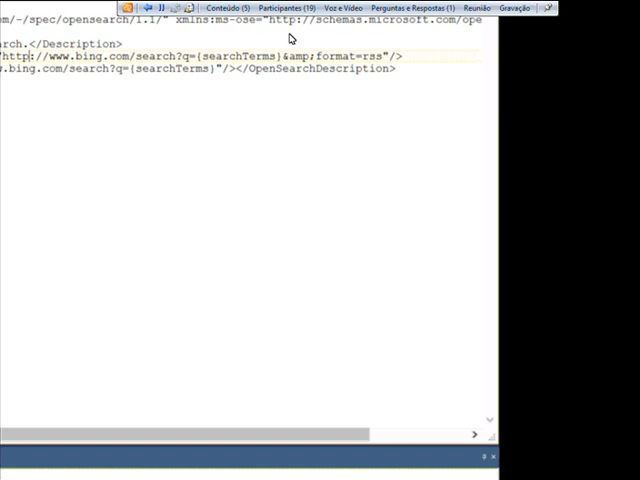 Conteúdo (5) Participantes (19) Voz e Vídeo Perguntas e Respostas (1) Reunião Gravação
om/-/spec/opensearch/1.1/" xmlns:ms-ose="http://schemas.microsoft.com/ope
arch.</Description>
"http://www.bing.com/search?q={searchTerms}&amp;format=rss"/>
w.bing.com/search?q={searchTerms}"/></OpenSearchDescription>